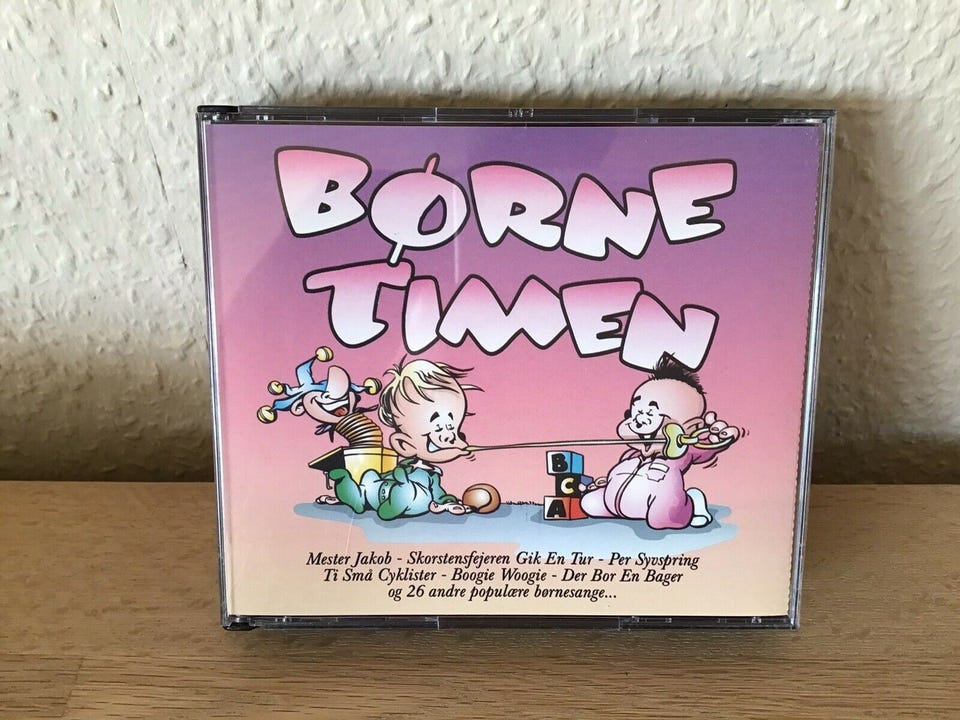 BØRNE
TIMEN
B
C
A
Mester Jakob - Skorstensfejeren Gik En Tur - Per Syvspring
Ti Små Cyklister - Boogie Woogie - Der Bor En Bager
og 26 andre populære børnesange...